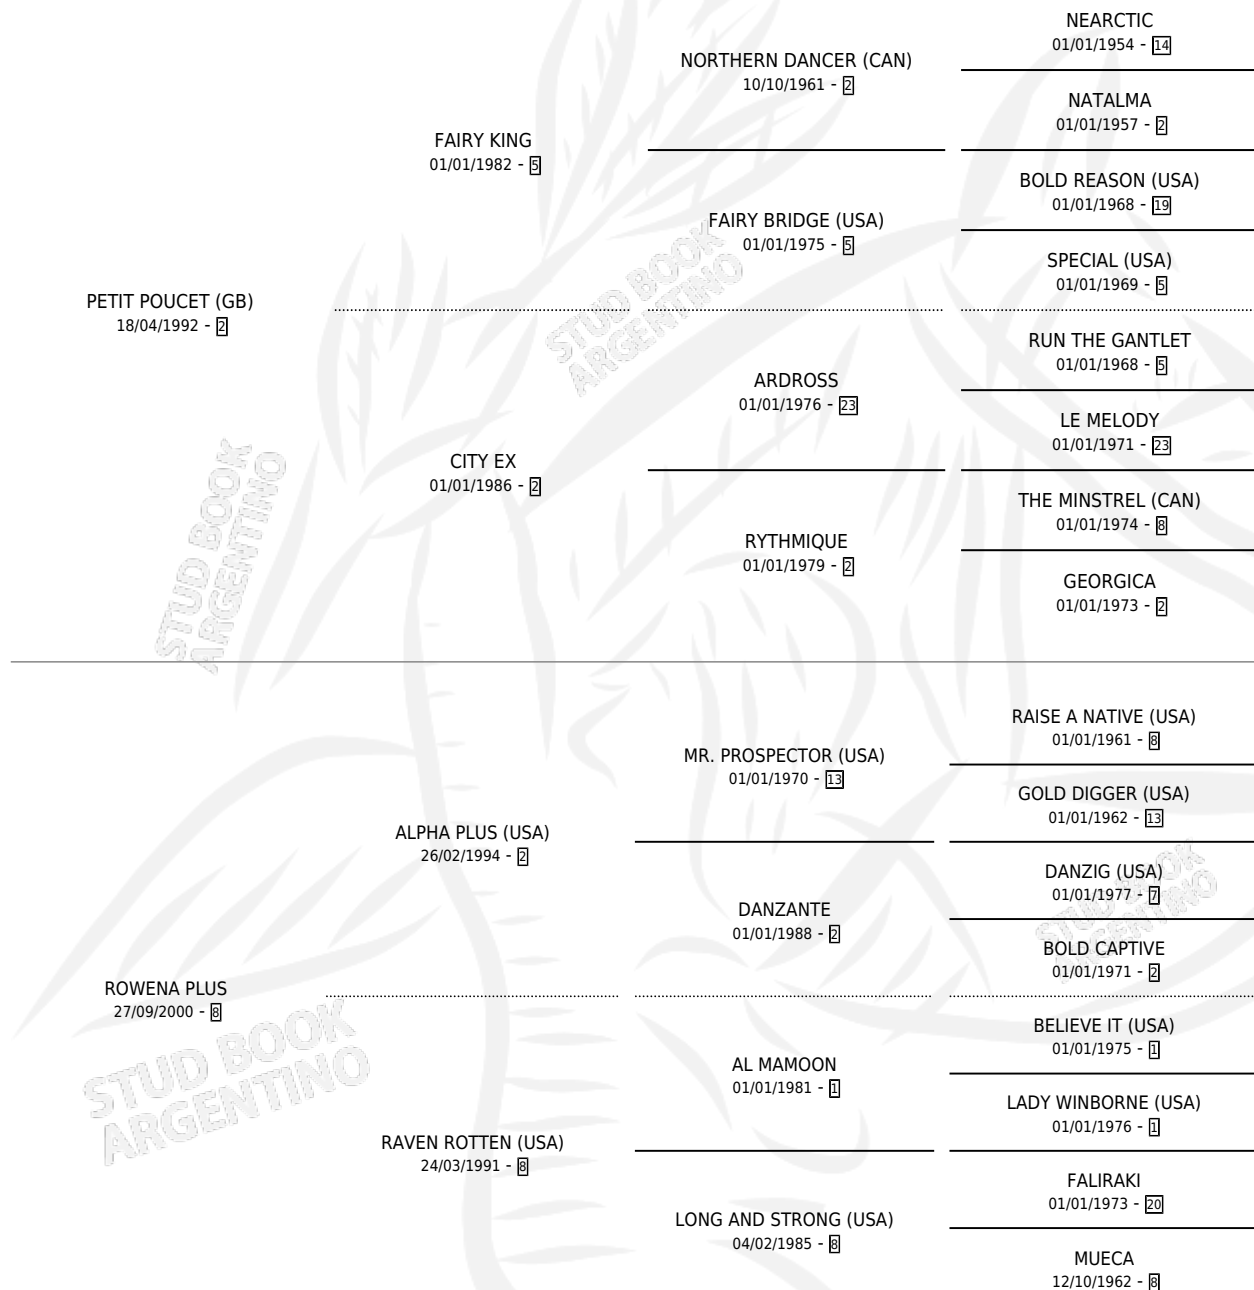 NEARCTIC
01/01/1954 - 14
NORTHERN DANCER (CAN)
10/10/1961 - 2
NATALMA
01/01/1957 - 2
FAIRY KING
01/01/1982 - 5
BOLD REASON (USA)
01/01/1968 - 19
FAIRY BRIDGE (USA)
01/01/1975 - 5
SPECIAL (USA)
01/01/1969 - 5
STUD BOOK
ARGENTINO
PETIT POUCET (GB)
18/04/1992 - 2
RUN THE GANTLET
01/01/1968 - 5
ARDROSS
01/01/1976 - 23
LE MELODY
01/01/1971 - 23
CITY EX
01/01/1986 - 2
THE MINSTREL (CAN)
01/01/1974 - 8
RYTHMIQUE
01/01/1979 - 2
GEORGICA
01/01/1973 - 2
STUD BOOK
ARGENTINO
RAISE A NATIVE (USA)
01/01/1961 - 8
MR. PROSPECTOR (USA)
01/01/1970 - 13
GOLD DIGGER (USA)
01/01/1962 - 13
ALPHA PLUS (USA)
26/02/1994 - 2
DANZIG (USA)
01/01/1977 - 7
DANZANTE
01/01/1988 - 2
BOLD CAPTIVE
01/01/1971 - 2
STUD BOOK
ARGENTINO
ROWENA PLUS
27/09/2000 - 8
BELIEVE IT (USA)
01/01/1975 - 1
AL MAMOON
01/01/1981 - 1
LADY WINBORNE (USA)
01/01/1976 - 1
STUD BOOK
ARGENTINO
RAVEN ROTTEN (USA)
24/03/1991 - 8
FALIRAKI
01/01/1973 - 20
LONG AND STRONG (USA)
04/02/1985 - 8
MUECA
12/10/1962 - 8